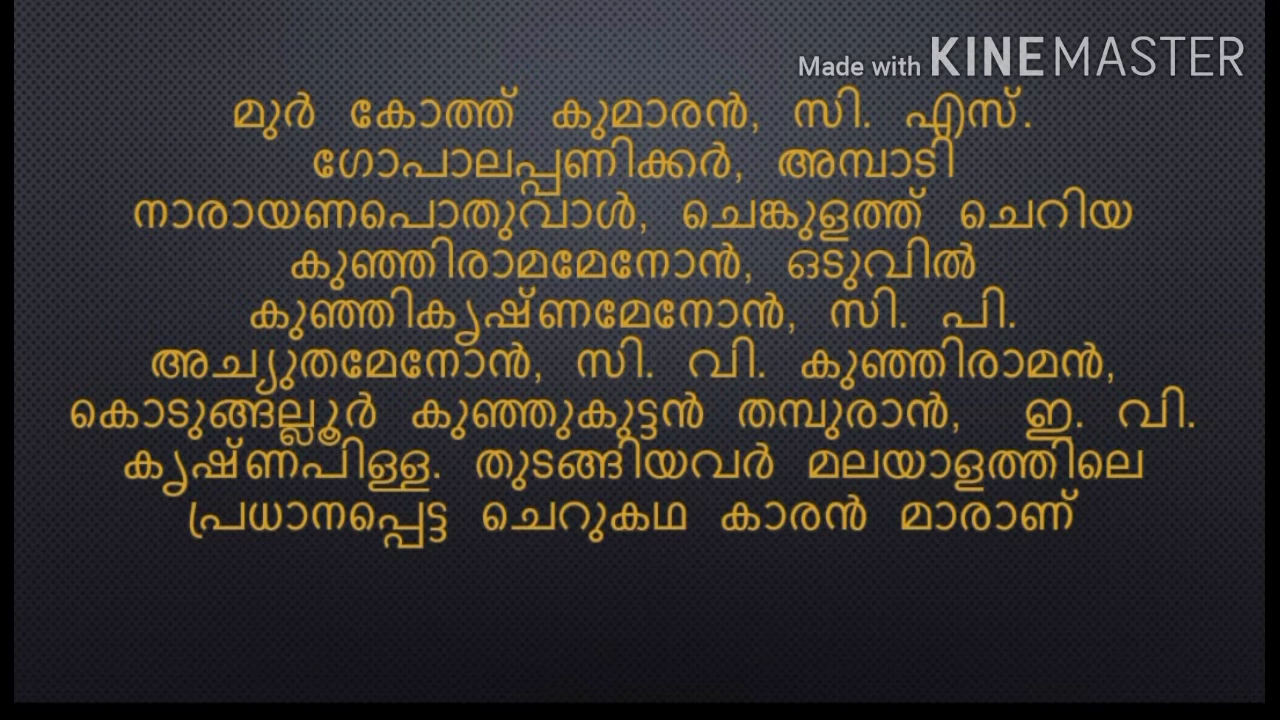 Made with KINEMASTER
മുർ കോത്ത് കുമാരൻ, സി. എസ്.
ഗോപാലപ്പണിക്കർ, അമ്പാടി
നാരായണപൊതുവാൾ, ചെങ്കുളത്ത് ചെറിയ
കുഞ്ഞിരാമമേനോൻ, ഒടുവിൽ
കുഞ്ഞികൃഷ്ണമേനോൻ, സി. പി.
അച്യുതമേനോൻ, സി. വി. കുഞ്ഞിരാമൻ,
കൊടുങ്ങല്ലൂർ കുഞ്ഞുകുട്ടൻ തമ്പുരാൻ, ഇ. വി.
കൃഷ്ണപിള്ള. തുടങ്ങിയവർ മലയാളത്തിലെ
പ്രധാനപ്പെട്ട ചെറുകഥ കാരൻ മാരാണ്